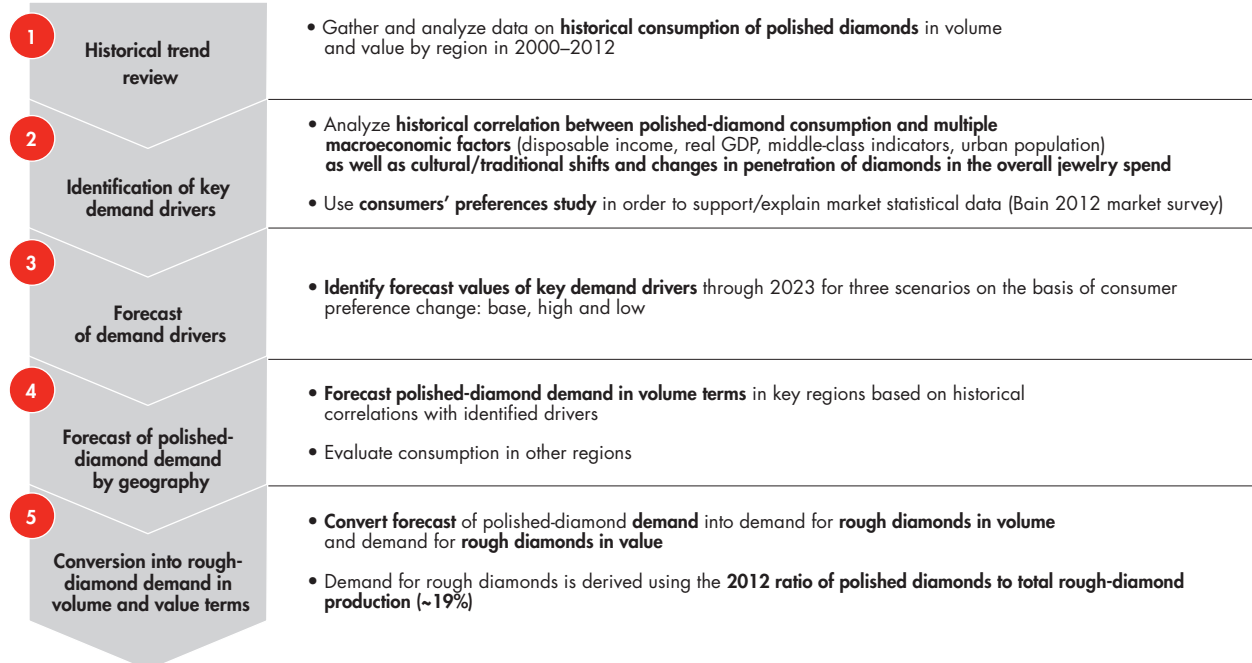 1
Historical trend
review
• Gather and analyze data on historical consumption of polished diamonds in volume
and value by region in 2000–2012
2
Identification of key
demand drivers
• Analyze historical correlation between polished-diamond consumption and multiple
macroeconomic factors (disposable income, real GDP, middle-class indicators, urban population)
as well as cultural/traditional shifts and changes in penetration of diamonds in the overall jewelry spend
• Use consumers’ preferences study in order to support/explain market statistical data (Bain 2012 market survey)
3
Forecast
of demand drivers
• Identify forecast values of key demand drivers through 2023 for three scenarios on the basis of consumer
preference change: base, high and low
4
Forecast of polished-
diamond demand
by geography
• Forecast polished-diamond demand in volume terms in key regions based on historical
correlations with identified drivers
• Evaluate consumption in other regions
5
Conversion into rough-
diamond demand in
volume and value terms
• Convert forecast of polished-diamond demand into demand for rough diamonds in volume
and demand for rough diamonds in value
• Demand for rough diamonds is derived using the 2012 ratio of polished diamonds to total rough-diamond
production (~19%)